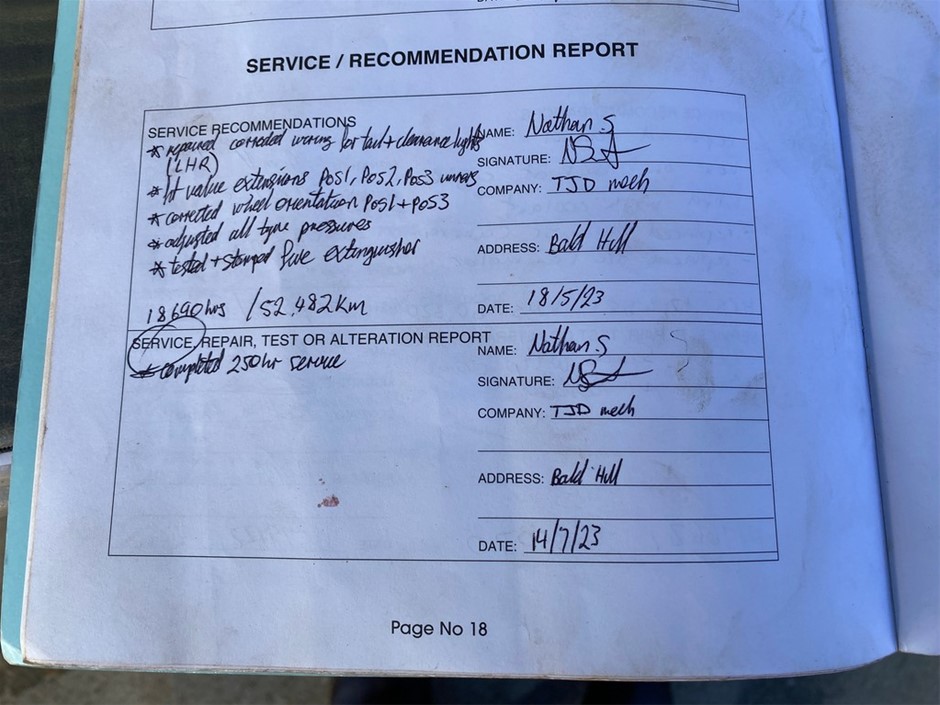 SERVICE / RECOMMENDATION REPORT
SERVICE RECOMMENDATIONS
* repaired corroded wiring for tail + clearance lights
(LHR)
* fit valve extensions POS1, POS2, POS3 inners
* corrected wheel orientation POS1 + POS3
* adjusted all tyre pressures
* tested + stamped fire extinguisher
18690hrs / 52,482Km
NAME: Nathan S
SIGNATURE:
COMPANY: TJD mech
ADDRESS: Bald Hill
DATE: 18/5/23
SERVICE, REPAIR, TEST OR ALTERATION REPORT
* completed 250hr service
NAME: Nathan S
SIGNATURE:
COMPANY: TJD mech
ADDRESS: Bald Hill
DATE: 14/7/23
Page No 18